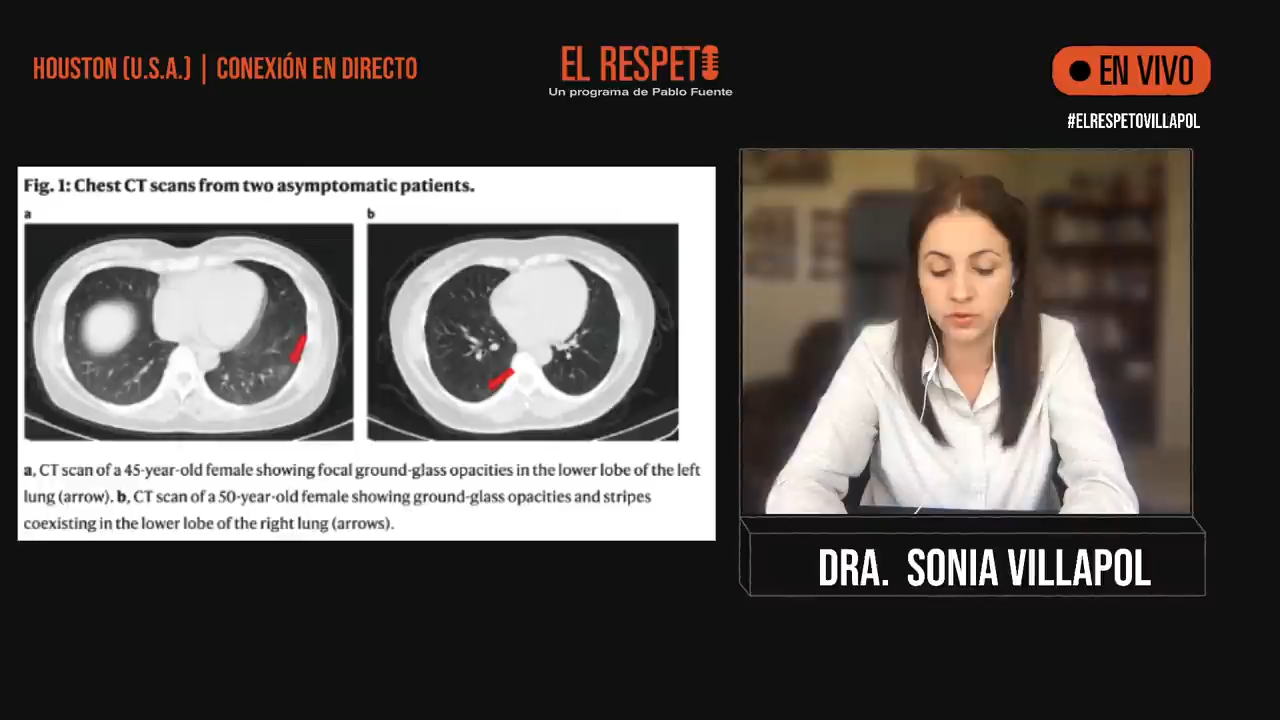 HOUSTON (U.S.A.) | CONEXIÓN EN DIRECTO
EL RESPETO
Un programa de Pablo Fuente
EN VIVO
#ELRESPETOVILLAPOL
Fig. 1: Chest CT scans from two asymptomatic patients.
a
b
a, CT scan of a 45-year-old female showing focal ground-glass opacities in the lower lobe of the left
lung (arrow). b, CT scan of a 50-year-old female showing ground-glass opacities and stripes
coexisting in the lower lobe of the right lung (arrows).
DRA. SONIA VILLAPOL